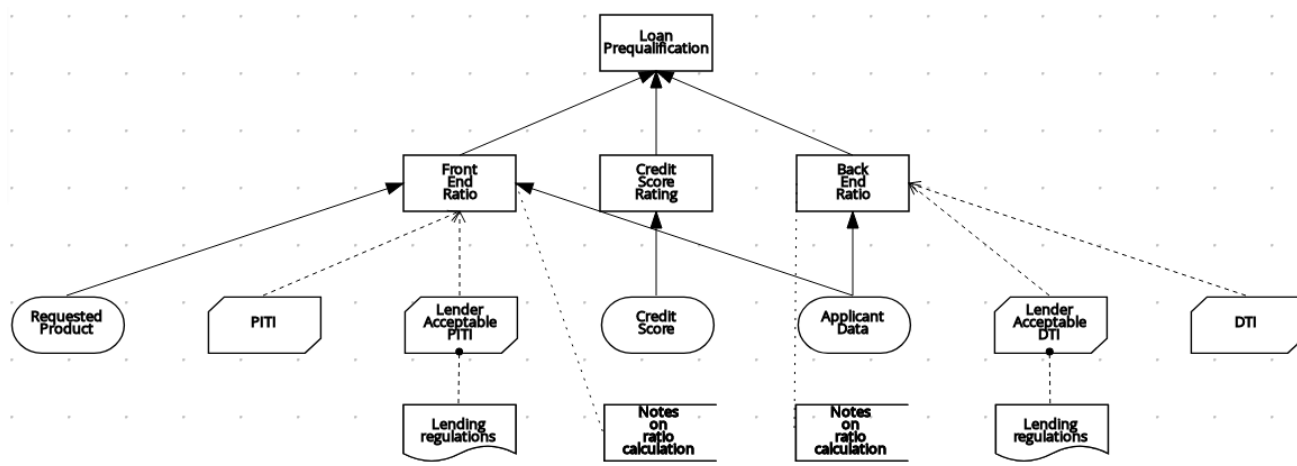 Loan
Prequalification
Front
End
Ratio
Credit
Score
Rating
Back
End
Ratio
Requested
Product
PITI
Lender
Acceptable
PITI
Credit
Score
Applicant
Data
Lender
Acceptable
DTI
DTI
Lending
regulations
Notes
on
ratio
calculation
Notes
on
ratio
calculation
Lending
regulations